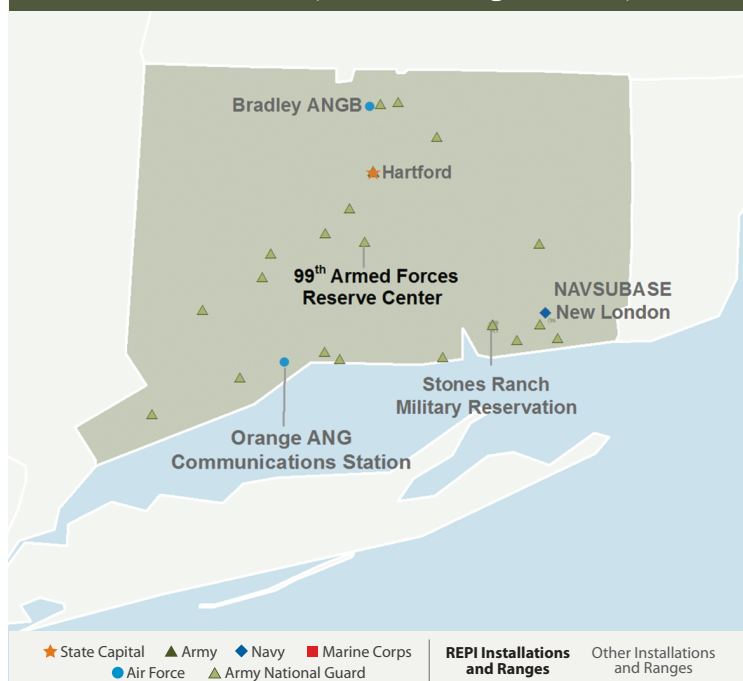 Bradley ANGB
Hartford
99th Armed Forces
Reserve Center
NAVSUBASE
New London
Stones Ranch
Military Reservation
Orange ANG
Communications Station
State Capital
Army
Navy
Marine Corps
Air Force
Army National Guard
REPI Installations
and Ranges
Other Installations
and Ranges